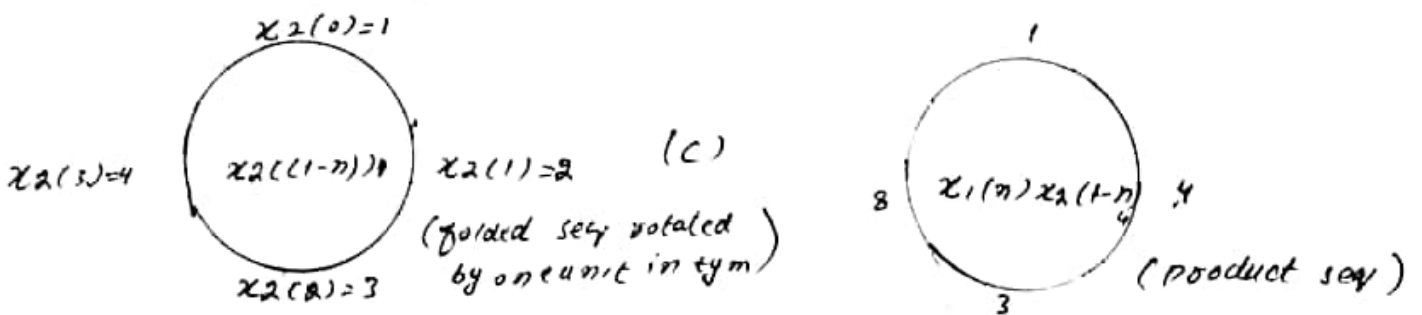 x2(0)=1
x2(3)=4
x2((1-n))4
x2(1)=2
(folded seq rotated
by one unit in tym)
x2(2)=3
(C)
1
8
x1(n)x2(1-n)4
4
3
(product seq)